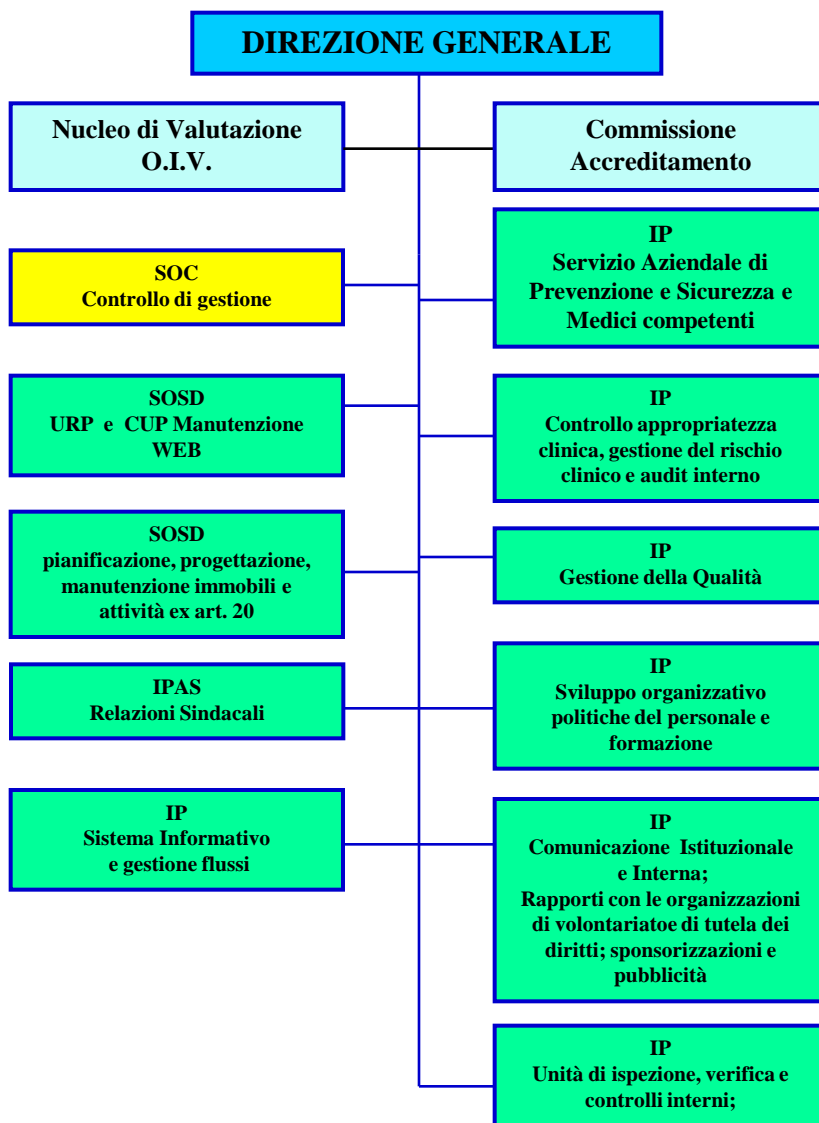 DIREZIONE GENERALE
Nucleo di Valutazione
O.I.V.
Commissione
Accreditamento
SOC
Controllo di gestione
IP
Servizio Aziendale di
Prevenzione e Sicurezza e
Medici competenti
SOSD
URP e CUP Manutenzione
WEB
IP
Controllo appropriatezza
clinica, gestione del rischio
clinico e audit interno
SOSD
pianificazione, progettazione,
manutenzione immobili e
attività ex art. 20
IP
Gestione della Qualità
IPAS
Relazioni Sindacali
IP
Sviluppo organizzativo
politiche del personale e
formazione
IP
Sistema Informativo
e gestione flussi
IP
Comunicazione Istituzionale
e Interna;
Rapporti con le organizzazioni
di volontariatoe di tutela dei
diritti; sponsorizzazioni e
pubblicità
IP
Unità di ispezione, verifica e
controlli interni;